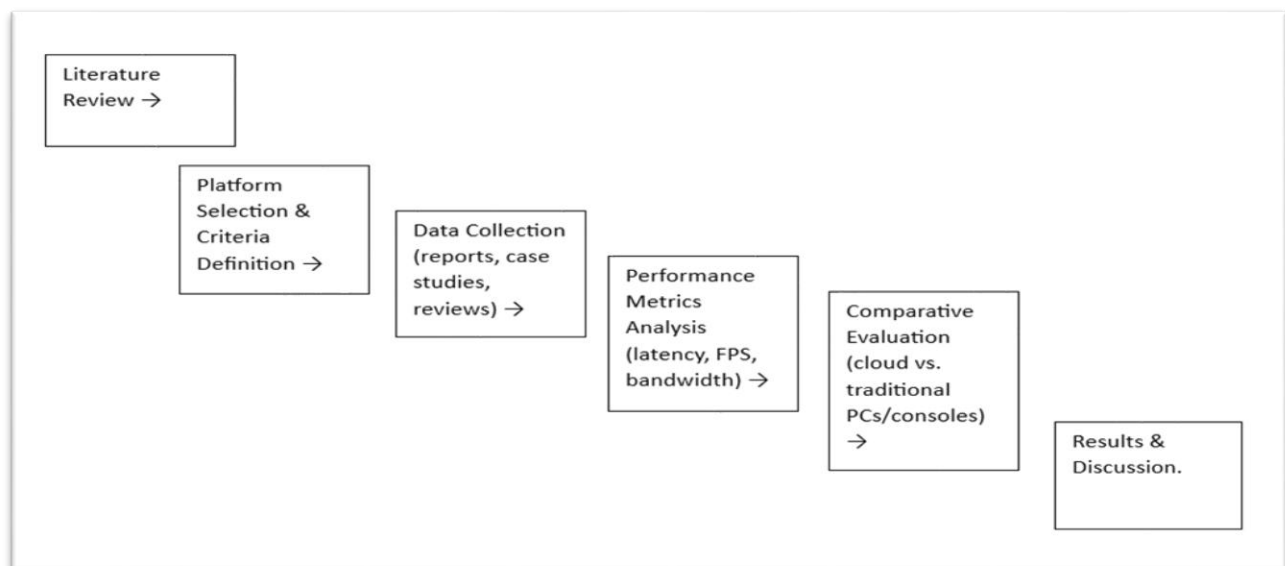 Literature
Review →
Platform
Selection &
Criteria
Definition →
Data Collection
(reports, case
studies,
reviews) →
Performance
Metrics
Analysis
(latency, FPS,
bandwidth) →
Comparative
Evaluation
(cloud vs.
traditional
PCs/consoles)
→
Results &
Discussion.